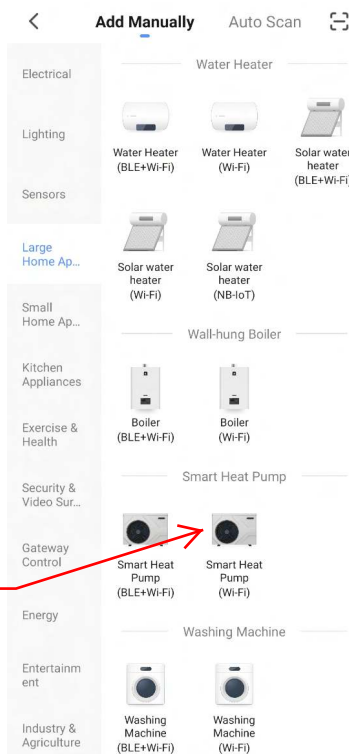 Add Manually
Auto Scan
Electrical
Lighting
Sensors
Large
Home Ap...
Small
Home Ap...
Kitchen
Appliances
Exercise &
Health
Security &
Video Sur...
Gateway
Control
Energy
Entertainm
ent
Industry &
Agriculture
Water Heater
Water Heater
(BLE+Wi-Fi)
Water Heater
(Wi-Fi)
Solar water
heater
(BLE+Wi-Fi)
Solar water
heater
(Wi-Fi)
Solar water
heater
(NB-IoT)
Wall-hung Boiler
Boiler
(BLE+Wi-Fi)
Boiler
(Wi-Fi)
Smart Heat Pump
Smart Heat
Pump
(BLE+Wi-Fi)
Smart Heat
Pump
(Wi-Fi)
Washing Machine
Washing
Machine
(BLE+Wi-Fi)
Washing
Machine
(Wi-Fi)